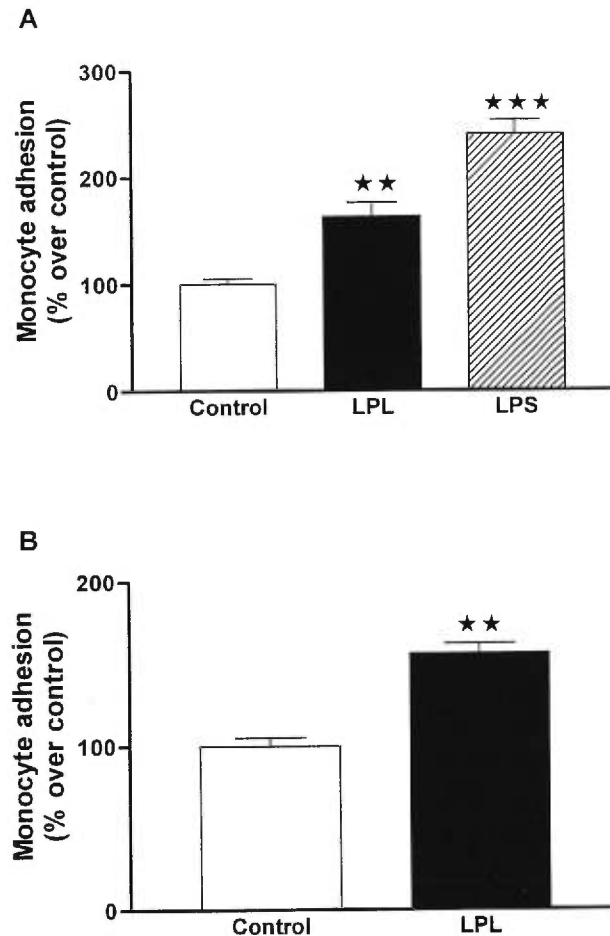 A
Monocyte adhesion
(% over control)
300
200
100
0
★★
★★★
Control LPL LPS
B
Monocyte adhesion
(% over control)
200
100
0
★★
Control LPL